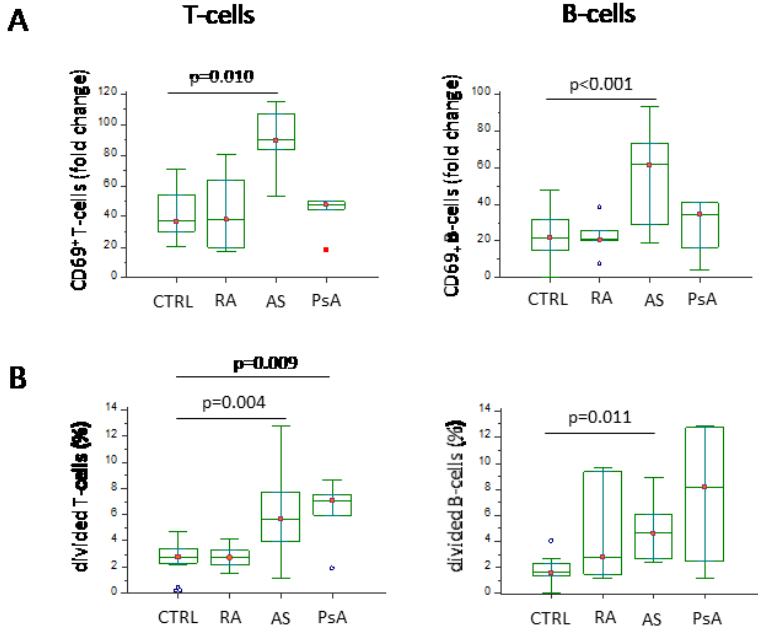 T-cells
B-cells
A
p=0.010
CD69+ T-cells (fold change)
120
100
80
60
40
20
0
CTRL RA AS PsA
p<0.001
CD69+ B-cells (fold change)
100
80
60
40
20
0
CTRL RA AS PsA
B
p=0.009
p=0.004
divided T-cells (%)
14
12
10
8
6
4
2
0
CTRL RA AS PsA
p=0.011
divided B-cells (%)
14
12
10
8
6
4
2
0
CTRL RA AS PsA